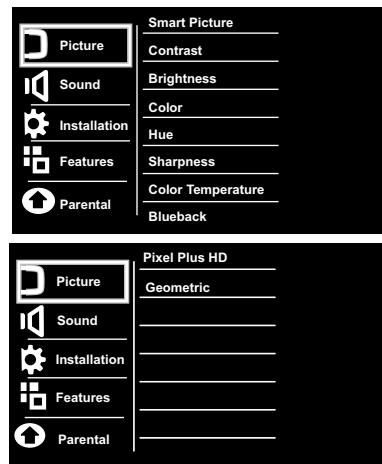 Picture
Sound
Installation
Features
Parental
Smart Picture
Contrast
Brightness
Color
Hue
Sharpness
Color Temperature
Blueback
Picture
Sound
Installation
Features
Parental
Pixel Plus HD
Geometric